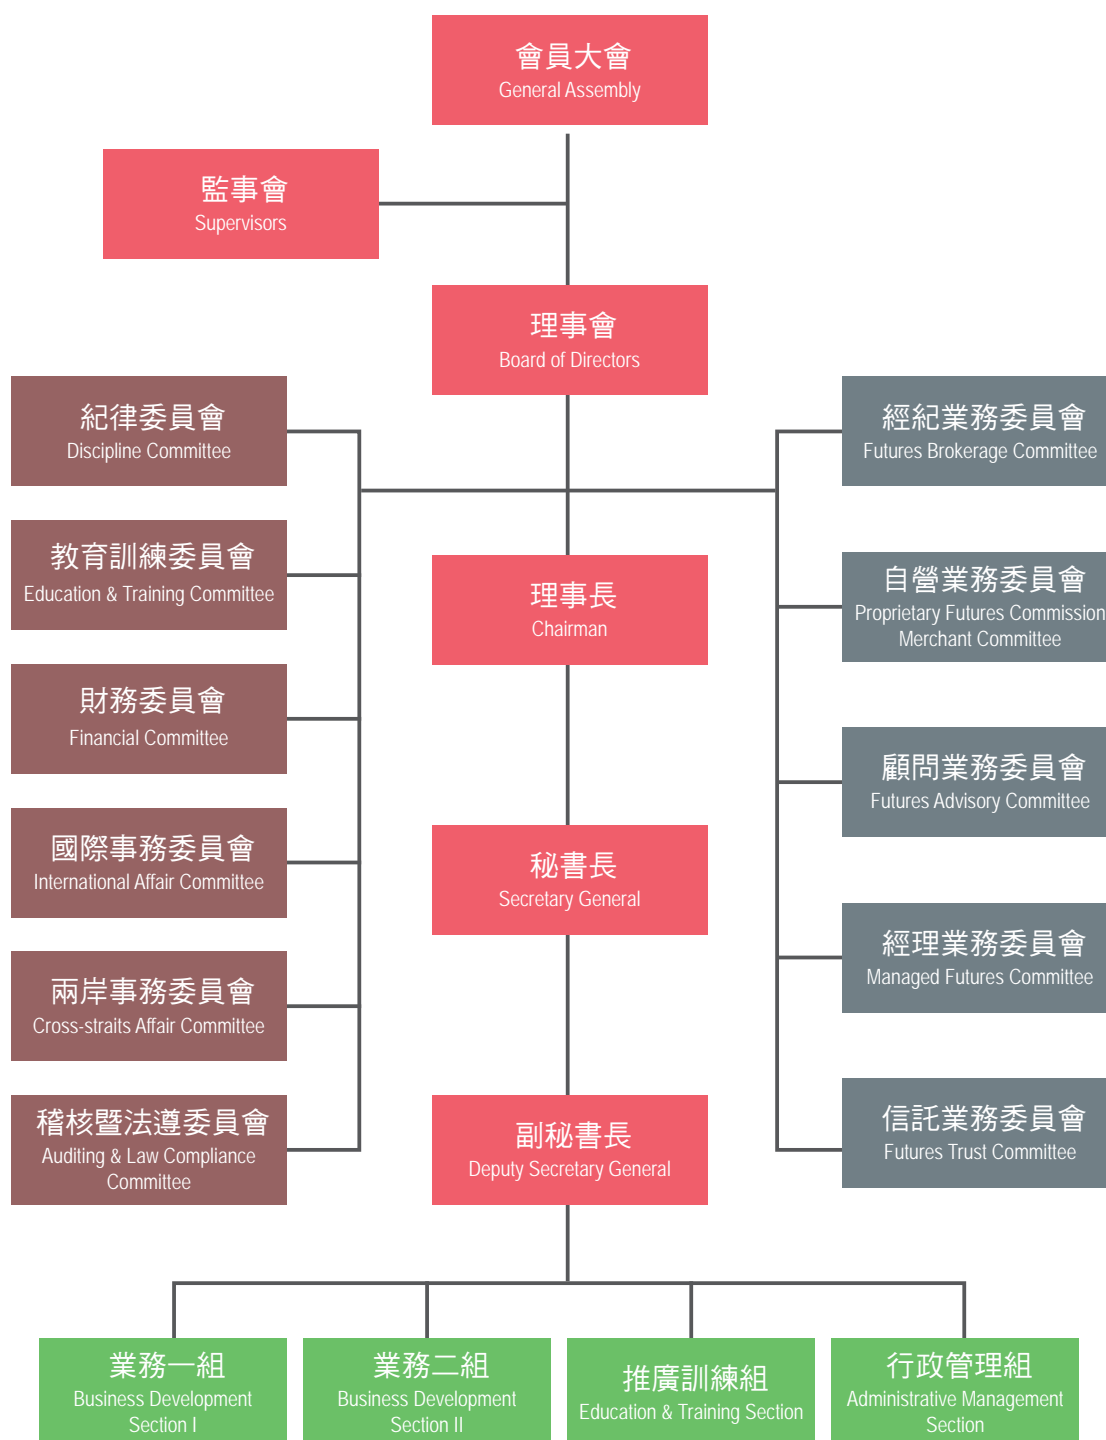 會員大會
General Assembly
監事會
Supervisors
理事會
Board of Directors
紀律委員會
Discipline Committee
教育訓練委員會
Education & Training Committee
財務委員會
Financial Committee
國際事務委員會
International Affair Committee
兩岸事務委員會
Cross-straits Affair Committee
稽核暨法遵委員會
Auditing & Law Compliance
Committee
理事長
Chairman
秘書長
Secretary General
副秘書長
Deputy Secretary General
經紀業務委員會
Futures Brokerage Committee
自營業務委員會
Proprietary Futures Commission
Merchant Committee
顧問業務委員會
Futures Advisory Committee
經理業務委員會
Managed Futures Committee
信託業務委員會
Futures Trust Committee
業務一組
Business Development
Section I
業務二組
Business Development
Section II
推廣訓練組
Education & Training Section
行政管理組
Administrative Management
Section